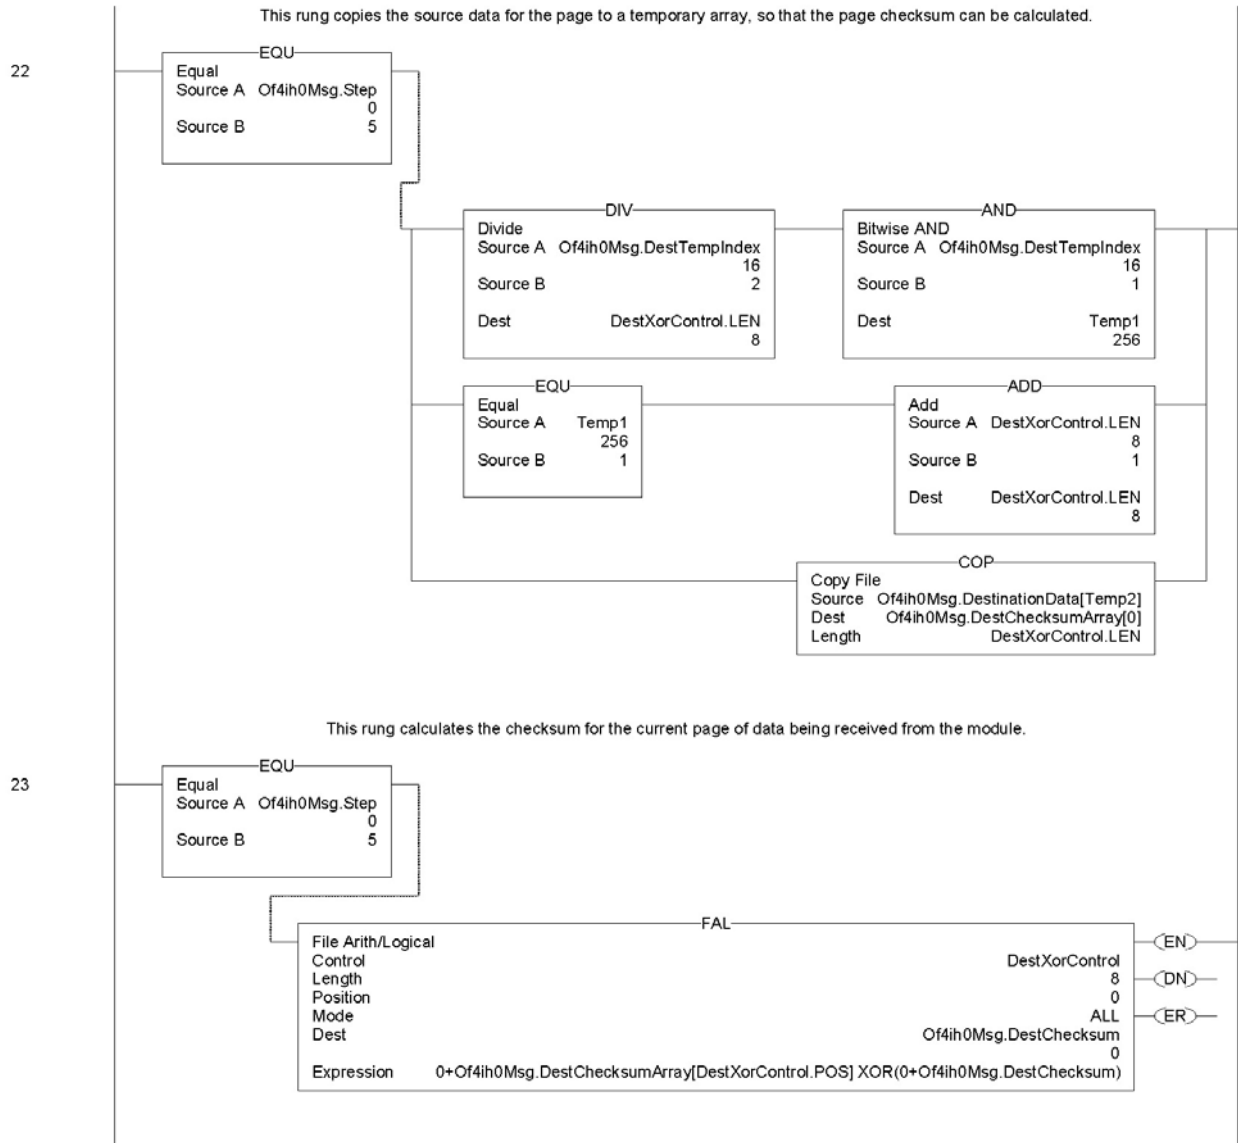 This rung copies the source data for the page to a temporary array, so that the page checksum can be calculated.
22
EQU
Equal
Source A Of4ih0Msg.Step
0
Source B 5
DIV
Divide
Source A Of4ih0Msg.DestTempIndex
16
Source B 2
Dest DestXorControl.LEN
8
AND
Bitwise AND
Source A Of4ih0Msg.DestTempIndex
16
Source B 1
Dest Temp1
256
EQU
Equal
Source A Temp1
256
Source B 1
ADD
Add
Source A DestXorControl.LEN
8
Source B 1
Dest DestXorControl.LEN
8
COP
Copy File
Source Of4ih0Msg.DestinationData[Temp2]
Dest Of4ih0Msg.DestChecksumArray[0]
Length DestXorControl.LEN
This rung calculates the checksum for the current page of data being received from the module.
23
EQU
Equal
Source A Of4ih0Msg.Step
0
Source B 5
FAL
File Arith/Logical
Control DestXorControl
Length 8
Position 0
Mode ALL
Dest Of4ih0Msg.DestChecksum
0
Expression 0+Of4ih0Msg.DestChecksumArray[DestXorControl.POS] XOR(0+Of4ih0Msg.DestChecksum)
EN
DN
ER